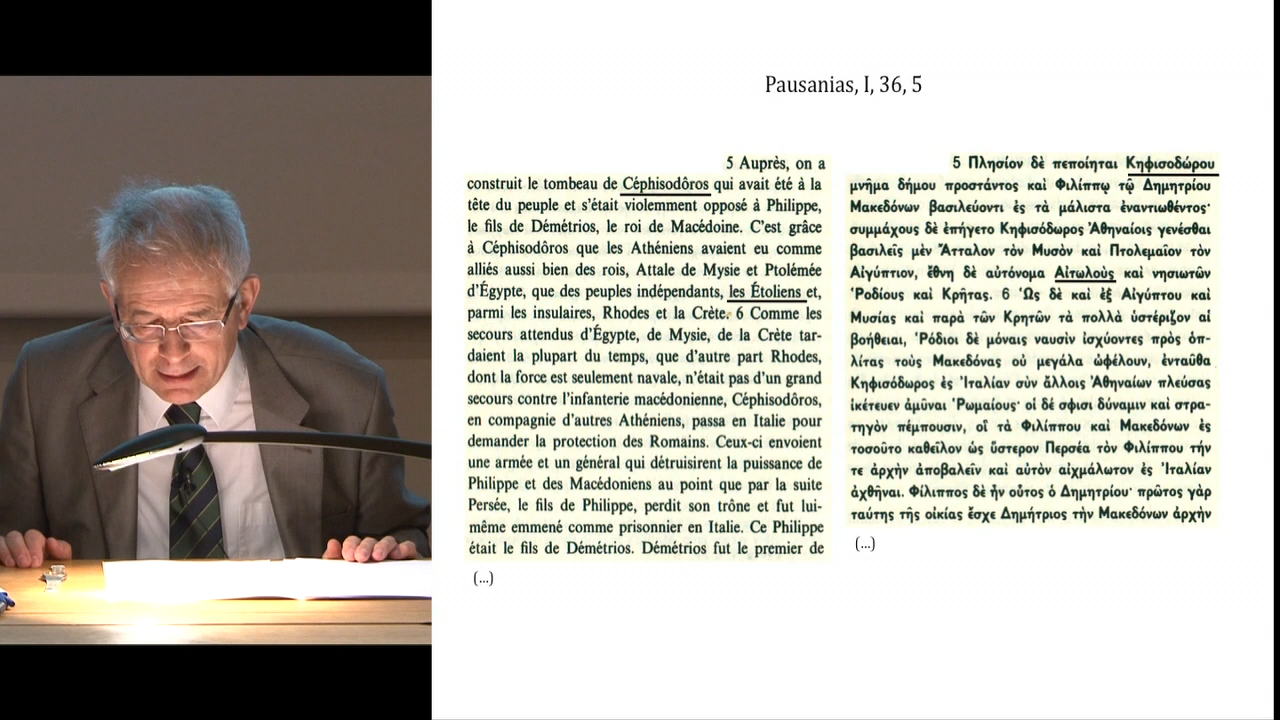 Pausanias, I, 36, 5
5 Auprès, on a
construit le tombeau de Céphisodôros qui avait été à la
tête du peuple et s’était violemment opposé à Philippe,
le fils de Démétrios, le roi de Macédoine. C’est grâce
à Céphisodôros que les Athéniens avaient eu comme
alliés aussi bien des rois, Attale de Mysie et Ptolémée
d’Égypte, que des peuples indépendants, les Étoliens et,
parmi les insulaires, Rhodes et la Crète. 6 Comme les
secours attendus d’Égypte, de Mysie, de la Crète tar-
daient la plupart du temps, que d’autre part Rhodes,
dont la force est seulement navale, n’était pas d’un grand
secours contre l’infanterie macédonienne, Céphisodôros,
en compagnie d’autres Athéniens, passa en Italie pour
demander la protection des Romains. Ceux-ci envoient
une armée et un général qui détruisirent la puissance de
Philippe et des Macédoniens au point que par la suite
Persée, le fils de Philippe, perdit son trône et fut lui-
même emmené comme prisonnier en Italie. Ce Philippe
était le fils de Démétrios. Démétrios fut le premier de
(...)
5 Πλησίον δὲ πεποίηται Κηφισοδώρου
μνῆμα δήμου προστάντος καὶ Φιλίππῳ τῷ Δημητρίου
Μακεδόνων βασιλεύοντι ἐς τὰ μάλιστα ἐναντιωθέντος·
συμμάχους δὲ ἐπήγετο Κηφισόδωρος Ἀθηναίοις γενέσθαι
βασιλεῖς μὲν Ἄτταλον τὸν Μυσὸν καὶ Πτολεμαῖον τὸν
Αἰγύπτιον, ἔθνη δὲ αὐτόνομα Αἰτωλοὺς καὶ νησιωτῶν
Ῥοδίους καὶ Κρῆτας. 6 Ὡς δὲ καὶ ἐξ Αἰγύπτου καὶ
Μυσίας καὶ παρὰ τῶν Κρητῶν τὰ πολλὰ ὑστέριζον αἱ
βοήθειαι, Ῥόδιοι δὲ μόναις ναυσὶν ἰσχύοντες πρὸς ὁπ-
λίτας τοὺς Μακεδόνας οὐ μεγάλα ὠφέλουν, ἐνταῦθα
Κηφισόδωρος ἐς Ἰταλίαν σὺν ἄλλοις Ἀθηναίων πλεύσας
ἱκέτευεν ἀμῦναι Ῥωμαίους· οἱ δέ σφισι δύναμιν καὶ στρα-
τηγὸν πέμπουσιν, οἳ τὰ Φιλίππου καὶ Μακεδόνων ἐς
τοσοῦτο καθεῖλον ὡς ὕστερον Περσέα τὸν Φιλίππου τήν
τε ἀρχὴν ἀποβαλεῖν καὶ αὐτὸν αἰχμάλωτον ἐς Ἰταλίαν
ἀχθῆναι. Φίλιππος δὲ ἦν οὗτος ὁ Δημητρίου· πρῶτος γὰρ
ταύτης τῆς οἰκίας ἔσχε Δημήτριος τὴν Μακεδόνων ἀρχὴν
(...)